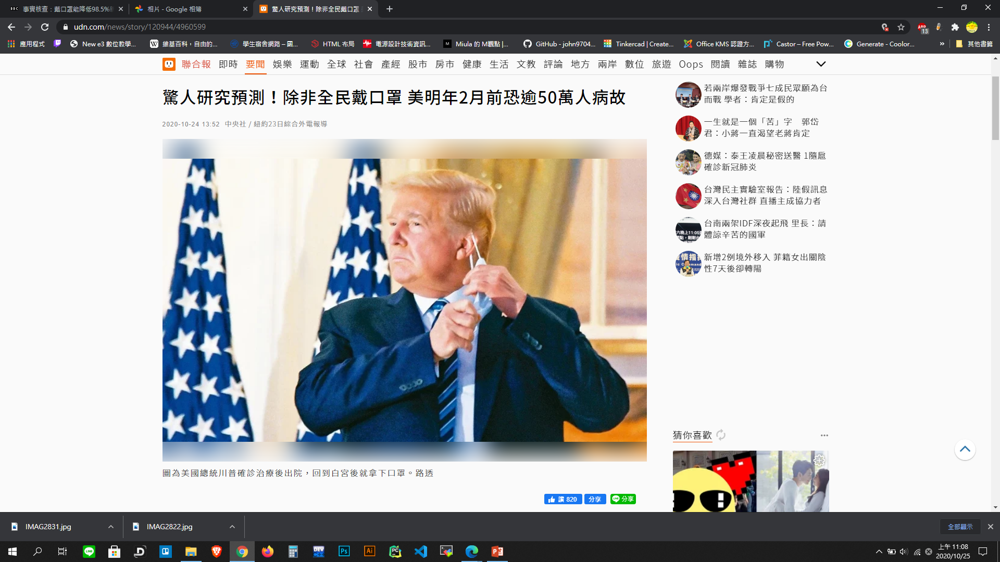 BBC 事實核查：戴口罩能降低98.5%新
相片 - Google 相簿
驚人研究預測！除非全民戴口罩
udn.com/news/story/120944/4960599
ABP 13
應用程式
New e3 數位教學...
維基百科，自由的...
學生宿舍網路 – 國...
HTML 布局
電源設計技術資訊...
Miula 的 M觀點 |...
GitHub - john9704...
Tinkercad | Create...
Office KMS 認證方...
Castor – Free Pow...
Generate - Coolor...
»
其他書籤
聯合報 即時 要聞 娛樂 運動 全球 社會 產經 股市 房市 健康 生活 文教 評論 地方 兩岸 數位 旅遊 Oops 閱讀 雜誌 購物
驚人研究預測！除非全民戴口罩 美明年2月前恐逾50萬人病故
2020-10-24 13:52 中央社 / 紐約23日綜合外電報導
圖為美國總統川普確診治療後出院，回到白宮後就拿下口罩。路透
讚 820 分享 分享
若兩岸爆發戰爭七成民眾願為台
而戰 學者：肯定是假的
一生就是一個「苦」字　郭岱
君：小蔣一直渴望老蔣肯定
德媒：泰王凌晨秘密送醫 1隨扈
確診新冠肺炎
台灣民主實驗室報告：陸假訊息
深入台灣社群 直播主成協力者
台南兩架IDF深夜起飛 里長：請
體諒辛苦的國軍
新增2例境外移入 菲籍女出關陰
性7天後卻轉陽
猜你喜歡
IMAG2831.jpg
IMAG2822.jpg
全部顯示
上午 11:08
2020/10/25